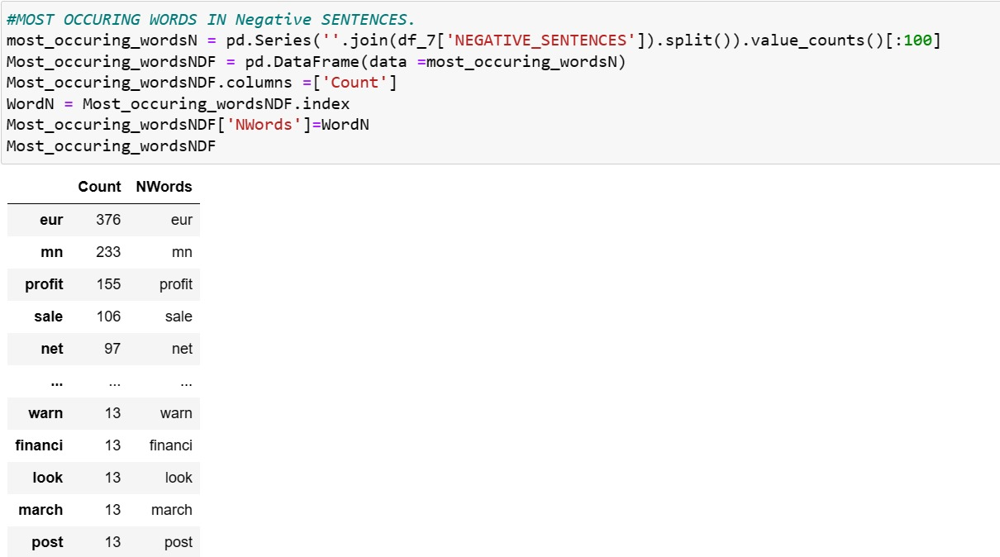 #MOST OCCURING WORDS IN Negative SENTENCES.
most_occuring_wordsN = pd.Series(''.join(df_7['NEGATIVE_SENTENCES']).split()).value_counts()[:100]
Most_occuring_wordsNDF = pd.DataFrame(data =most_occuring_wordsN)
Most_occuring_wordsNDF.columns =['Count']
WordN = Most_occuring_wordsNDF.index
Most_occuring_wordsNDF['NWords']=WordN
Most_occuring_wordsNDF
Count NWords
eur 376 eur
mn 233 mn
profit 155 profit
sale 106 sale
net 97 net
... ... ...
warn 13 warn
financi 13 financi
look 13 look
march 13 march
post 13 post